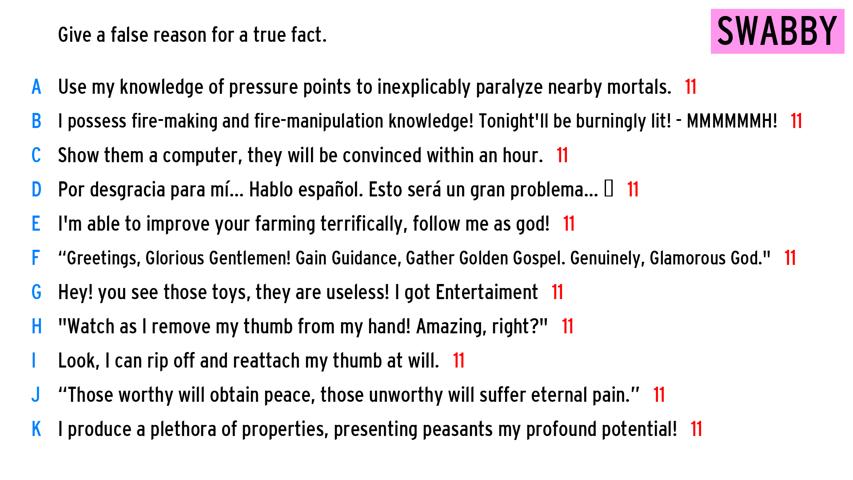 Give a false reason for a true fact.
SWABBY
A Use my knowledge of pressure points to inexplicably paralyze nearby mortals. 11
B I possess fire-making and fire-manipulation knowledge! Tonight'll be burningly lit! - MMMMMMH! 11
C Show them a computer, they will be convinced within an hour. 11
D Por desgracia para mí... Hablo español. Esto será un gran problema... ▯ 11
E I'm able to improve your farming terrifically, follow me as god! 11
F “Greetings, Glorious Gentlemen! Gain Guidance, Gather Golden Gospel. Genuinely, Glamorous God." 11
G Hey! you see those toys, they are useless! I got Entertaiment 11
H "Watch as I remove my thumb from my hand! Amazing, right?" 11
I Look, I can rip off and reattach my thumb at will. 11
J “Those worthy will obtain peace, those unworthy will suffer eternal pain.” 11
K I produce a plethora of properties, presenting peasants my profound potential! 11